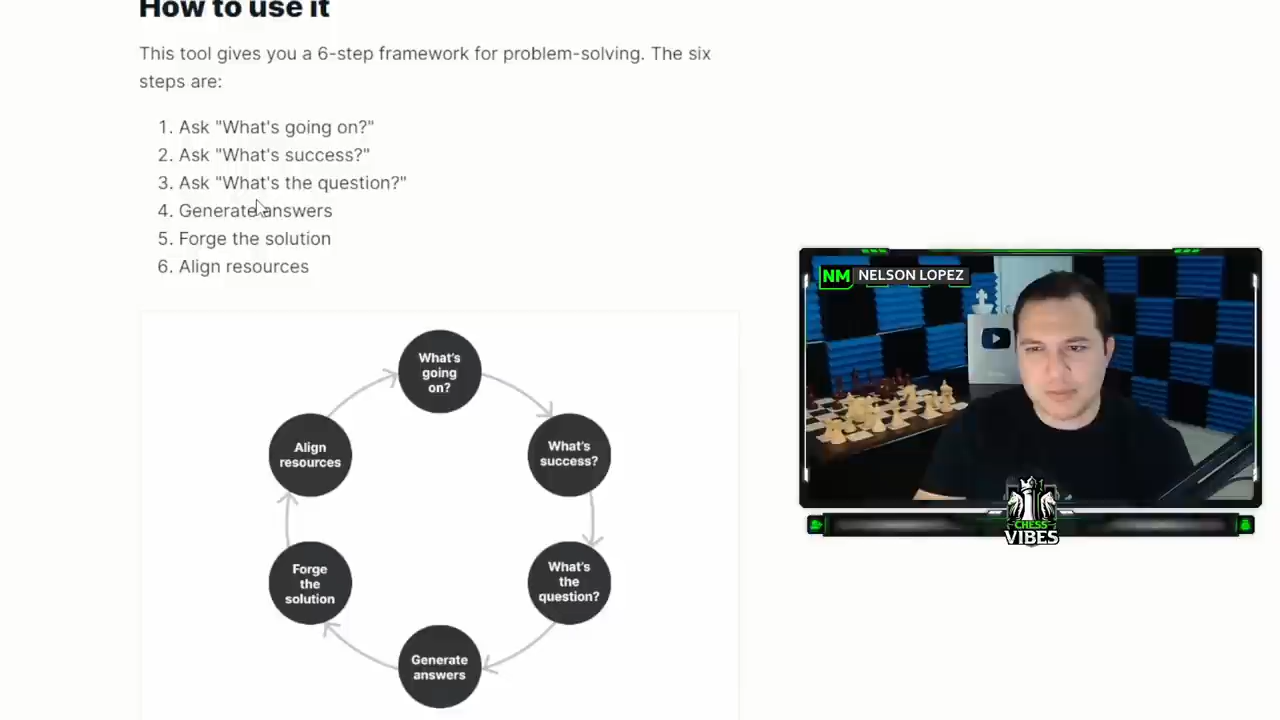 How to use it
This tool gives you a 6-step framework for problem-solving. The six
steps are:
1. Ask "What's going on?"
2. Ask "What's success?"
3. Ask "What's the question?"
4. Generate answers
5. Forge the solution
6. Align resources
What's
going
on?
What's
success?
What's
the
question?
Generate
answers
Forge
the
solution
Align
resources
NM NELSON LOPEZ
CHESS
VIBES